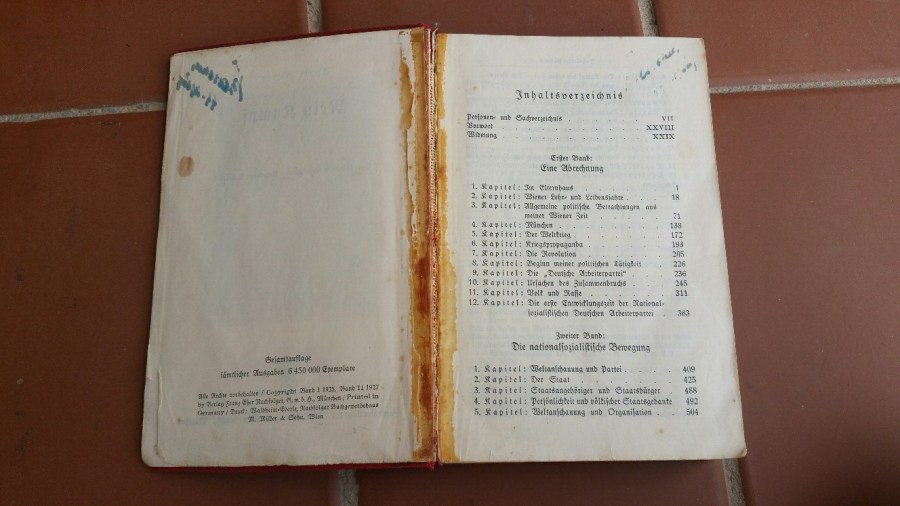 Mein Kampf
Gesamtauflage
sämtlicher Ausgaben 8 450 000 Exemplare
Alle Rechte vorbehalten / Copyright Band I 1925, Band II 1927
by Verlag Franz Eher Nachfolger, G. m. b. H., München / Printed in
Germany / Druck: Waldheim-Eberle, Buchgewerbehaus
M. Müller & Sohn, Wien
Inhaltsverzeichnis
Personen- und Sachverzeichnis . . . . . . VII
Vorwort . . . . . . . . . XXVIII
Widmung . . . . . . . . . XXIX
Erster Band:
Eine Abrechnung
1. Kapitel: Im Elternhaus . . . . . . 1
2. Kapitel: Wiener Lehr- und Leidensjahre . . . 18
3. Kapitel: Allgemeine politische Betrachtungen aus
meiner Wiener Zeit . . . . 71
4. Kapitel: München . . . . . . . 138
5. Kapitel: Der Weltkrieg . . . . . . 172
6. Kapitel: Kriegspropaganda . . . . . 193
7. Kapitel: Die Revolution . . . . . . 205
8. Kapitel: Beginn meiner politischen Tätigkeit . . 226
9. Kapitel: Die „Deutsche Arbeiterpartei“ . . . 236
10. Kapitel: Ursachen des Zusammenbruchs . . . 245
11. Kapitel: Volk und Rasse . . . . . 311
12. Kapitel: Die erste Entwicklungszeit der National-
sozialistischen Deutschen Arbeiterpartei . 363
Zweiter Band:
Die nationalsozialistische Bewegung
1. Kapitel: Weltanschauung und Partei . . . . 409
2. Kapitel: Der Staat . . . . . . . 425
3. Kapitel: Staatsangehöriger und Staatsbürger . . 488
4. Kapitel: Persönlichkeit und völkischer Staatsgedanke 492
5. Kapitel: Weltanschauung und Organisation . . 504